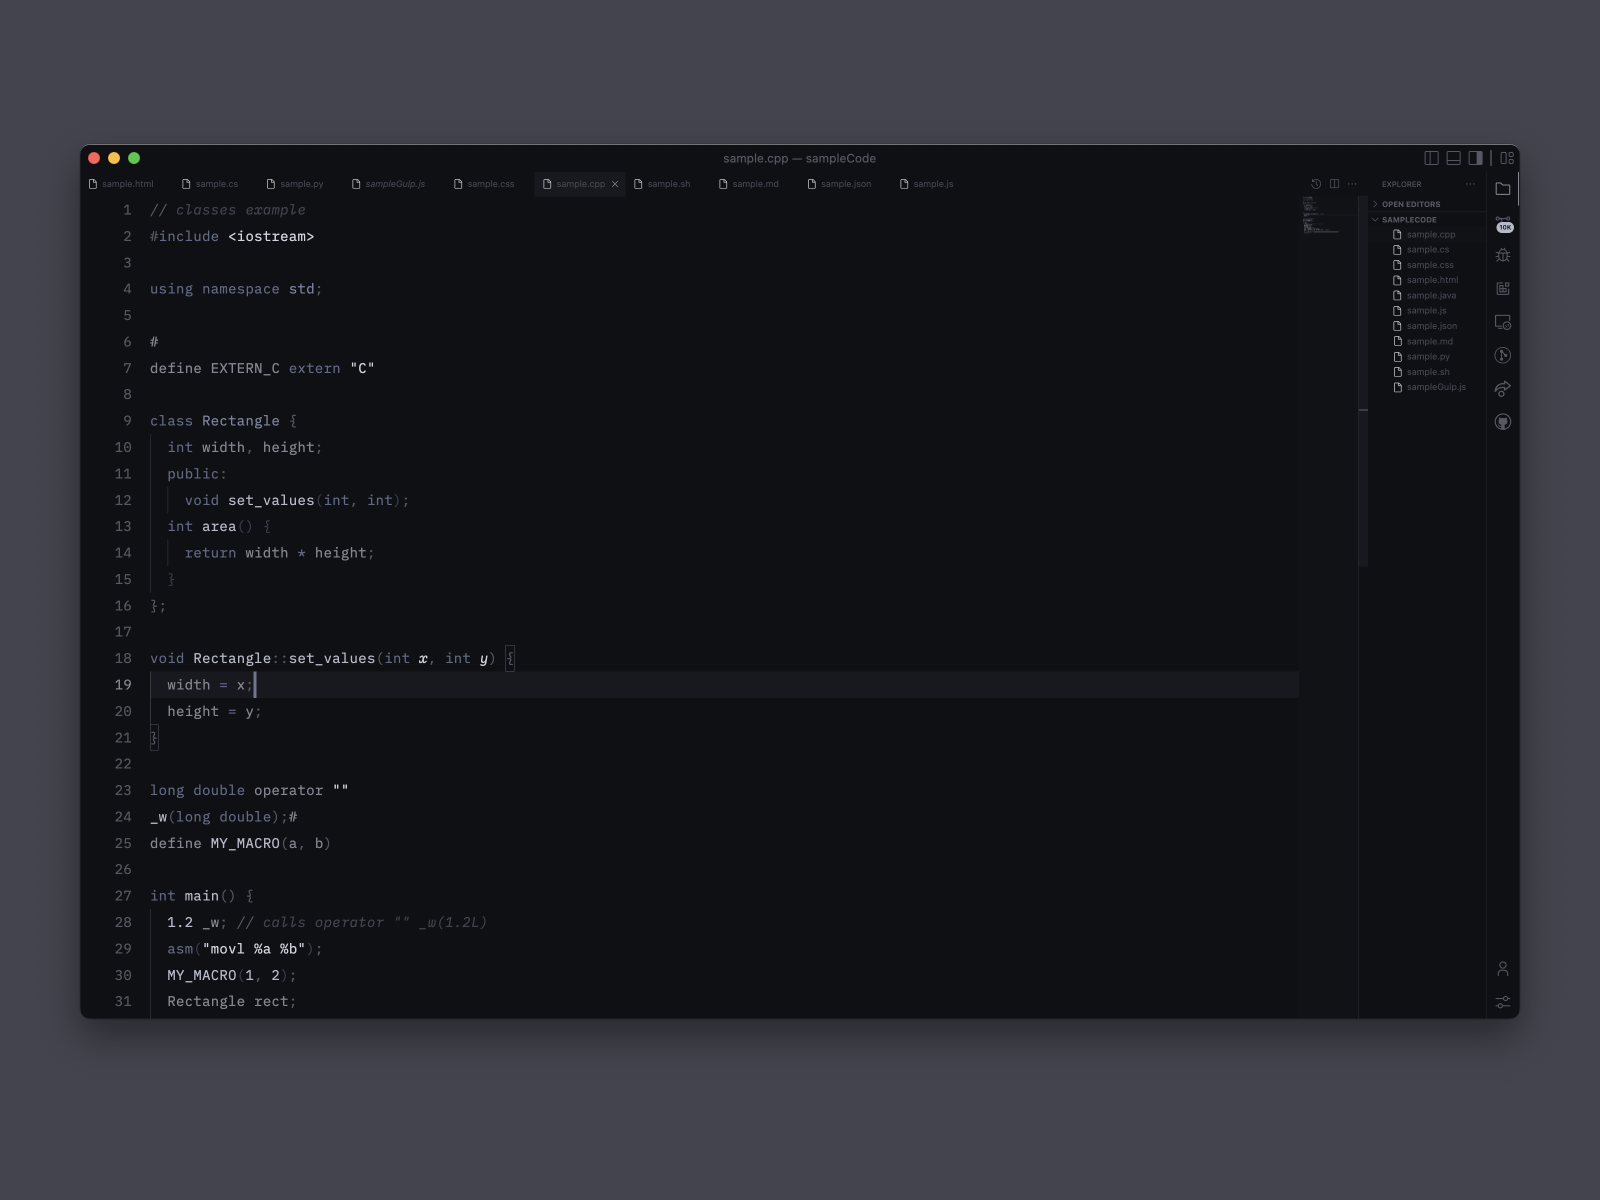 sample.cpp — sampleCode
sample.html sample.cs sample.py sampleGulp.js sample.css sample.cpp sample.sh sample.md sample.json sample.js
1 // classes example
2 #include <iostream>
3
4 using namespace std;
5
6 #
7 define EXTERN_C extern "C"
8
9 class Rectangle {
10 int width, height;
11 public:
12 void set_values(int, int);
13 int area() {
14 return width * height;
15 }
16 };
17
18 void Rectangle::set_values(int x, int y) {
19 width = x;
20 height = y;
21 }
22
23 long double operator ""
24 _w(long double);#
25 define MY_MACRO(a, b)
26
27 int main() {
28 1.2 _w; // calls operator "" _w(1.2L)
29 asm("movl %a %b");
30 MY_MACRO(1, 2);
31 Rectangle rect;
EXPLORER
OPEN EDITORS
SAMPLECODE
sample.cpp
sample.cs
sample.css
sample.html
sample.java
sample.js
sample.json
sample.md
sample.py
sample.sh
sampleGulp.js
10K